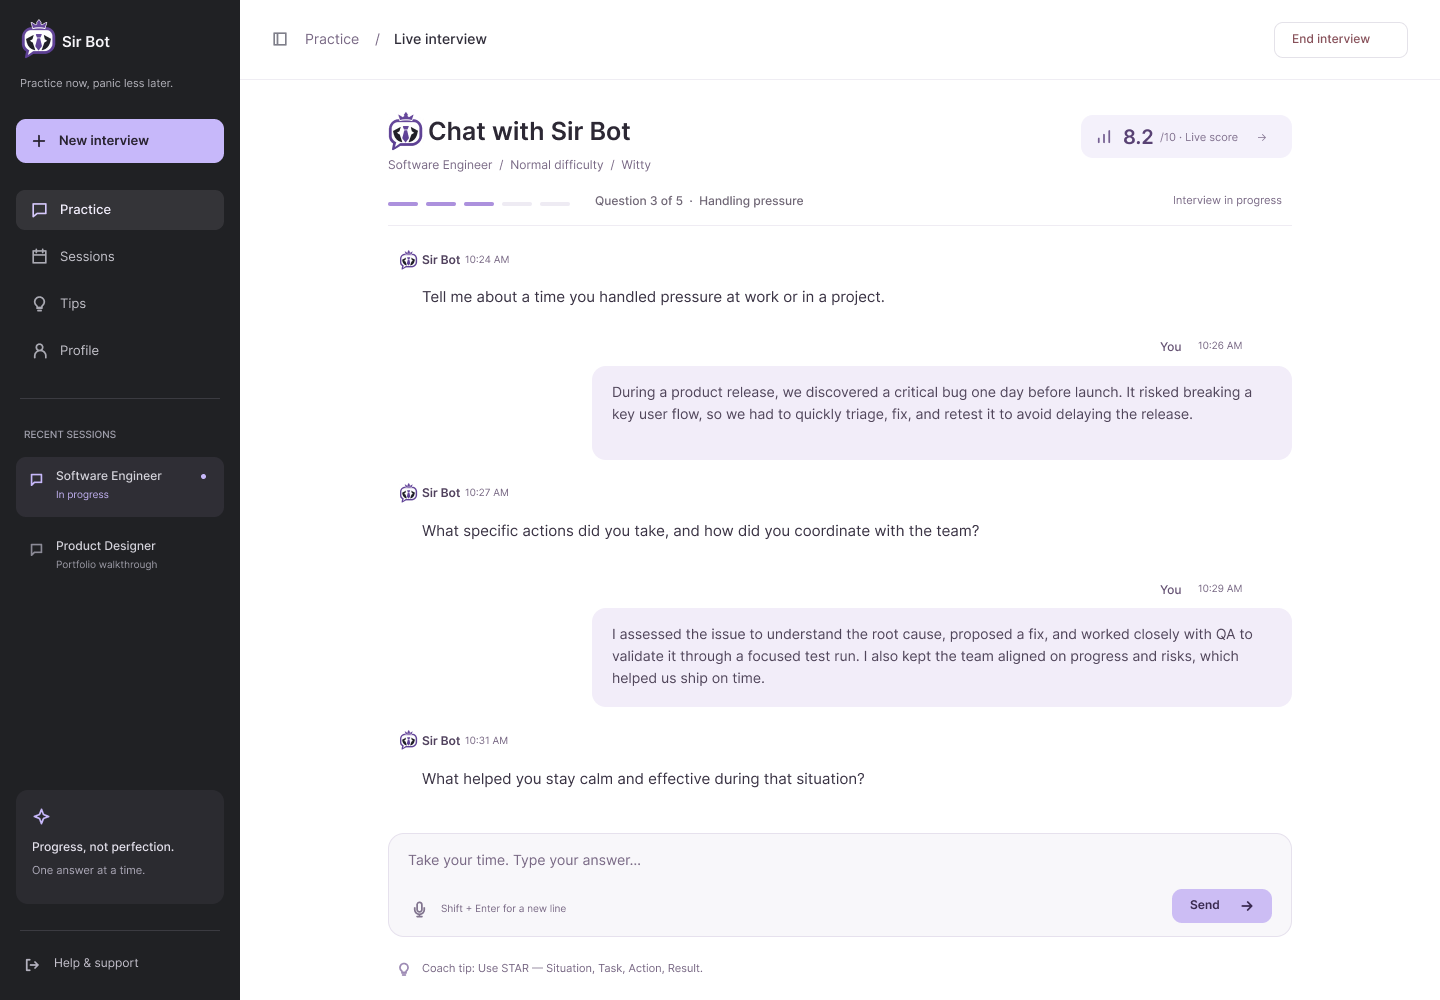 Sir Bot
Practice now, panic less later.
New interview
Practice
Sessions
Tips
Profile
RECENT SESSIONS
Software Engineer
In progress
Product Designer
Portfolio walkthrough
Progress, not perfection.
One answer at a time.
Help & support
Practice / Live interview
End interview
Chat with Sir Bot
Software Engineer / Normal difficulty / Witty
8.2 /10 · Live score →
Question 3 of 5 · Handling pressure
Interview in progress
Sir Bot 10:24 AM
Tell me about a time you handled pressure at work or in a project.
You 10:26 AM
During a product release, we discovered a critical bug one day before launch. It risked breaking a
key user flow, so we had to quickly triage, fix, and retest it to avoid delaying the release.
Sir Bot 10:27 AM
What specific actions did you take, and how did you coordinate with the team?
You 10:29 AM
I assessed the issue to understand the root cause, proposed a fix, and worked closely with QA to
validate it through a focused test run. I also kept the team aligned on progress and risks, which
helped us ship on time.
Sir Bot 10:31 AM
What helped you stay calm and effective during that situation?
Take your time. Type your answer...
Shift + Enter for a new line
Send →
Coach tip: Use STAR — Situation, Task, Action, Result.